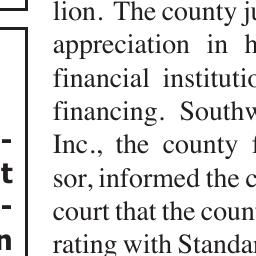 lion. The county ju
appreciation in h
financial institutio
financing. Southw
Inc., the county f
sor, informed the c
court that the coun
rating with Standar
-
t
-
n